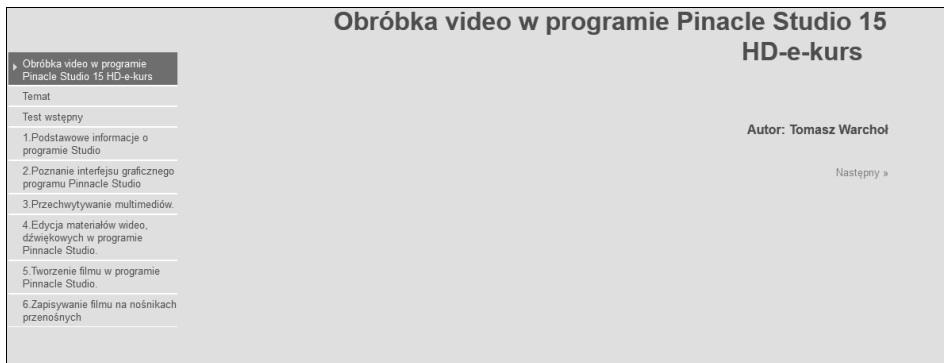 Obróbka video w programie Pinacle Studio 15
HD-e-kurs
Obróbka video w programie
Pinacle Studio 15 HD-e-kurs
Temat
Test wstępny
1.Podstawowe informacje o
programie Studio
2.Poznanie interfejsu graficznego
programu Pinnacle Studio
3.Przechwytywanie multimediów.
4.Edycja materiałów wideo,
dźwiękowych w programie
Pinnacle Studio.
5.Tworzenie filmu w programie
Pinnacle Studio.
6.Zapisywanie filmu na nośnikach
przenośnych
Autor: Tomasz Warchoł
Następny »